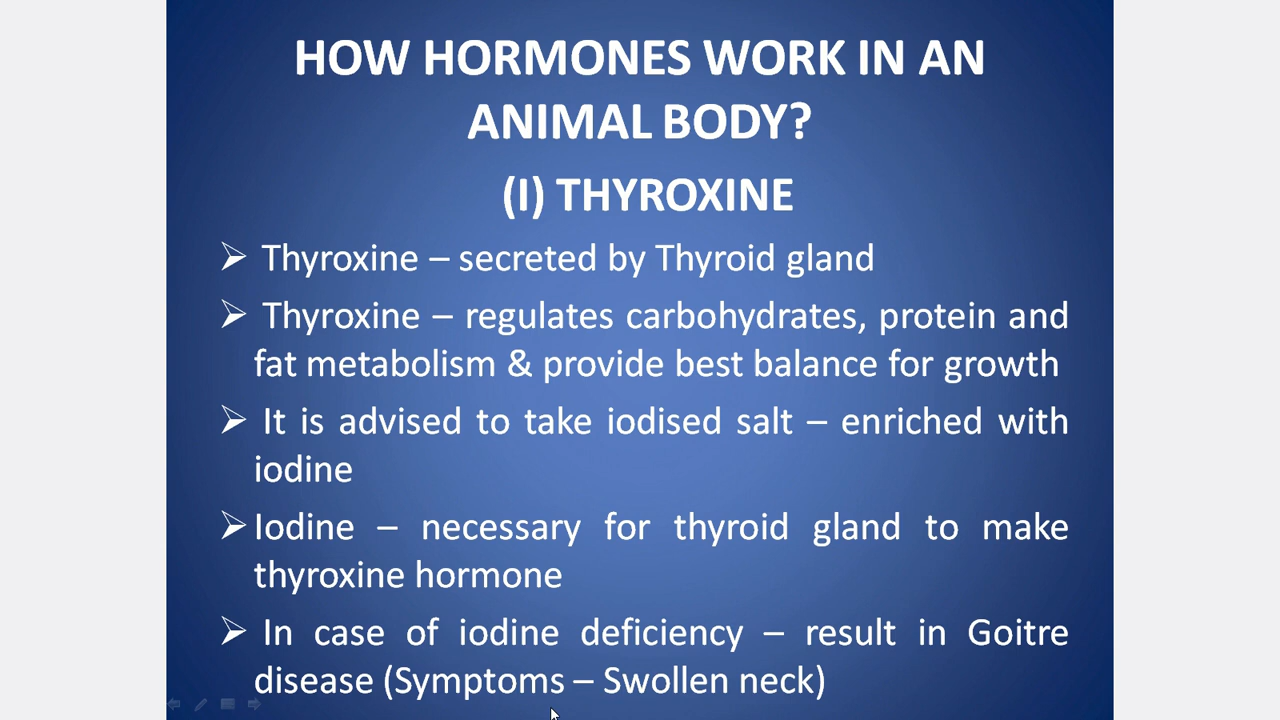 HOW HORMONES WORK IN AN
ANIMAL BODY?
(I) THYROXINE
➢ Thyroxine – secreted by Thyroid gland
➢ Thyroxine – regulates carbohydrates, protein and
fat metabolism & provide best balance for growth
➢ It is advised to take iodised salt – enriched with
iodine
➢ Iodine – necessary for thyroid gland to make
thyroxine hormone
➢ In case of iodine deficiency – result in Goitre
disease (Symptoms – Swollen neck)